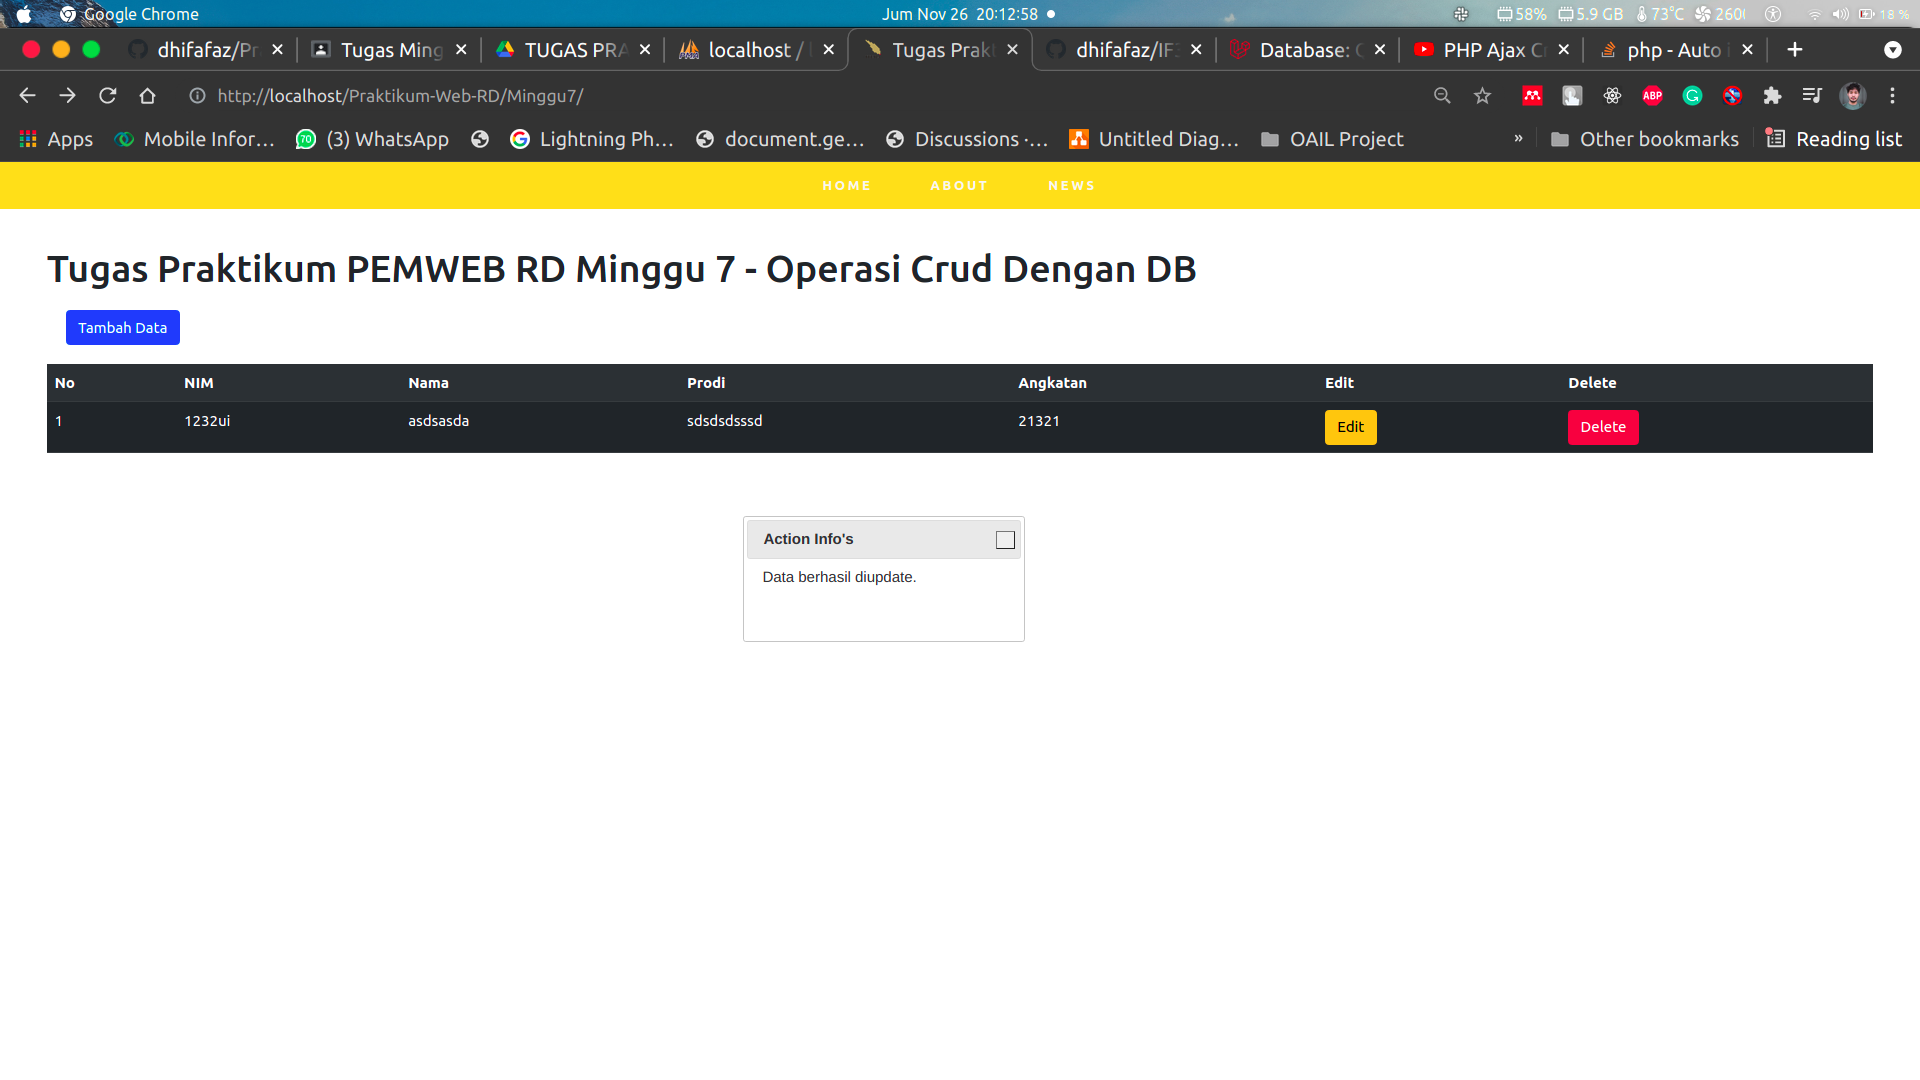 Google Chrome
Jum Nov 26 20:12:58
58% 5.9 GB 73°C 260 18 %
dhifafaz/Pr Tugas Ming TUGAS PRA localhost / Tugas Prakt dhifafaz/IF Database: PHP Ajax C php - Auto
http://localhost/Praktikum-Web-RD/Minggu7/
ABP
Apps Mobile Infor... 70 (3) WhatsApp Lightning Ph... document.ge... Discussions ·... Untitled Diag... OAIL Project » Other bookmarks Reading list
HOME ABOUT NEWS
Tugas Praktikum PEMWEB RD Minggu 7 - Operasi Crud Dengan DB
Tambah Data
No NIM Nama Prodi Angkatan Edit Delete
1 1232ui asdsasda sdsdsdsssd 21321 Edit Delete
Action Info's
Data berhasil diupdate.